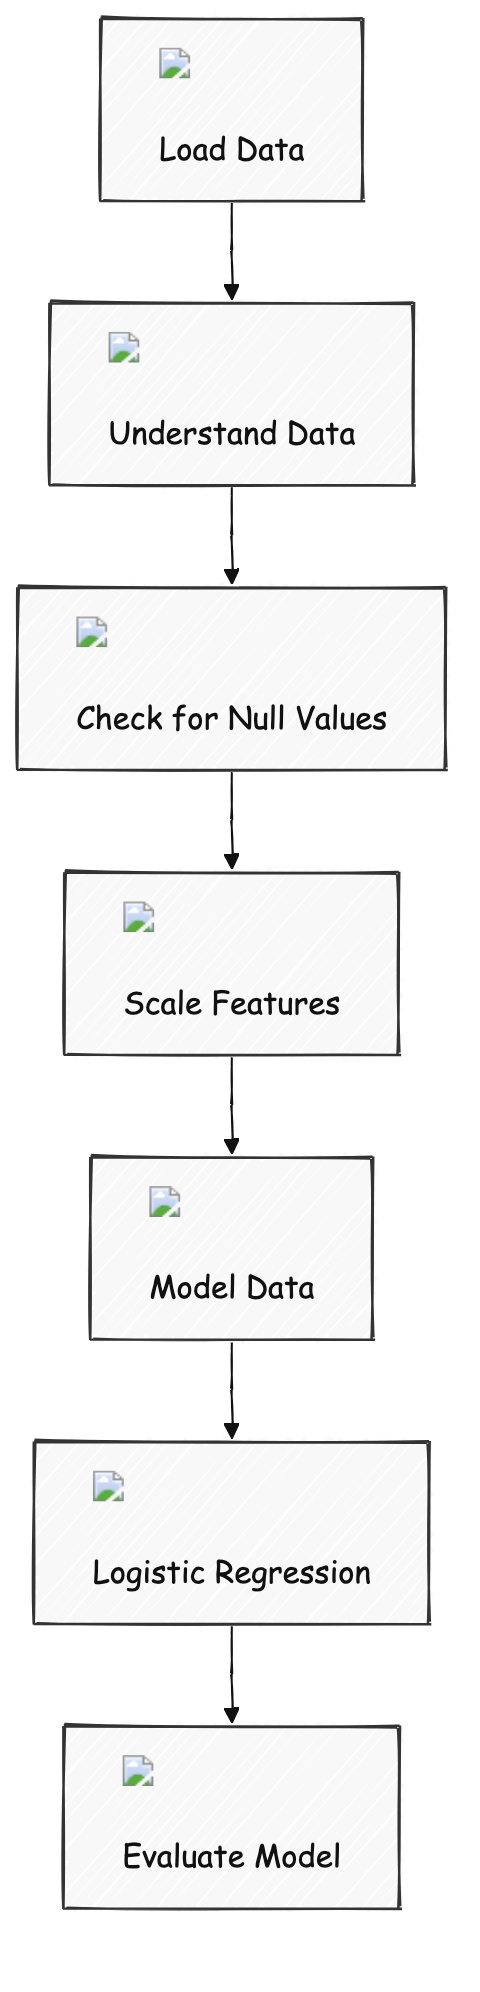 Load Data
Understand Data
Check for Null Values
Scale Features
Model Data
Logistic Regression
Evaluate Model